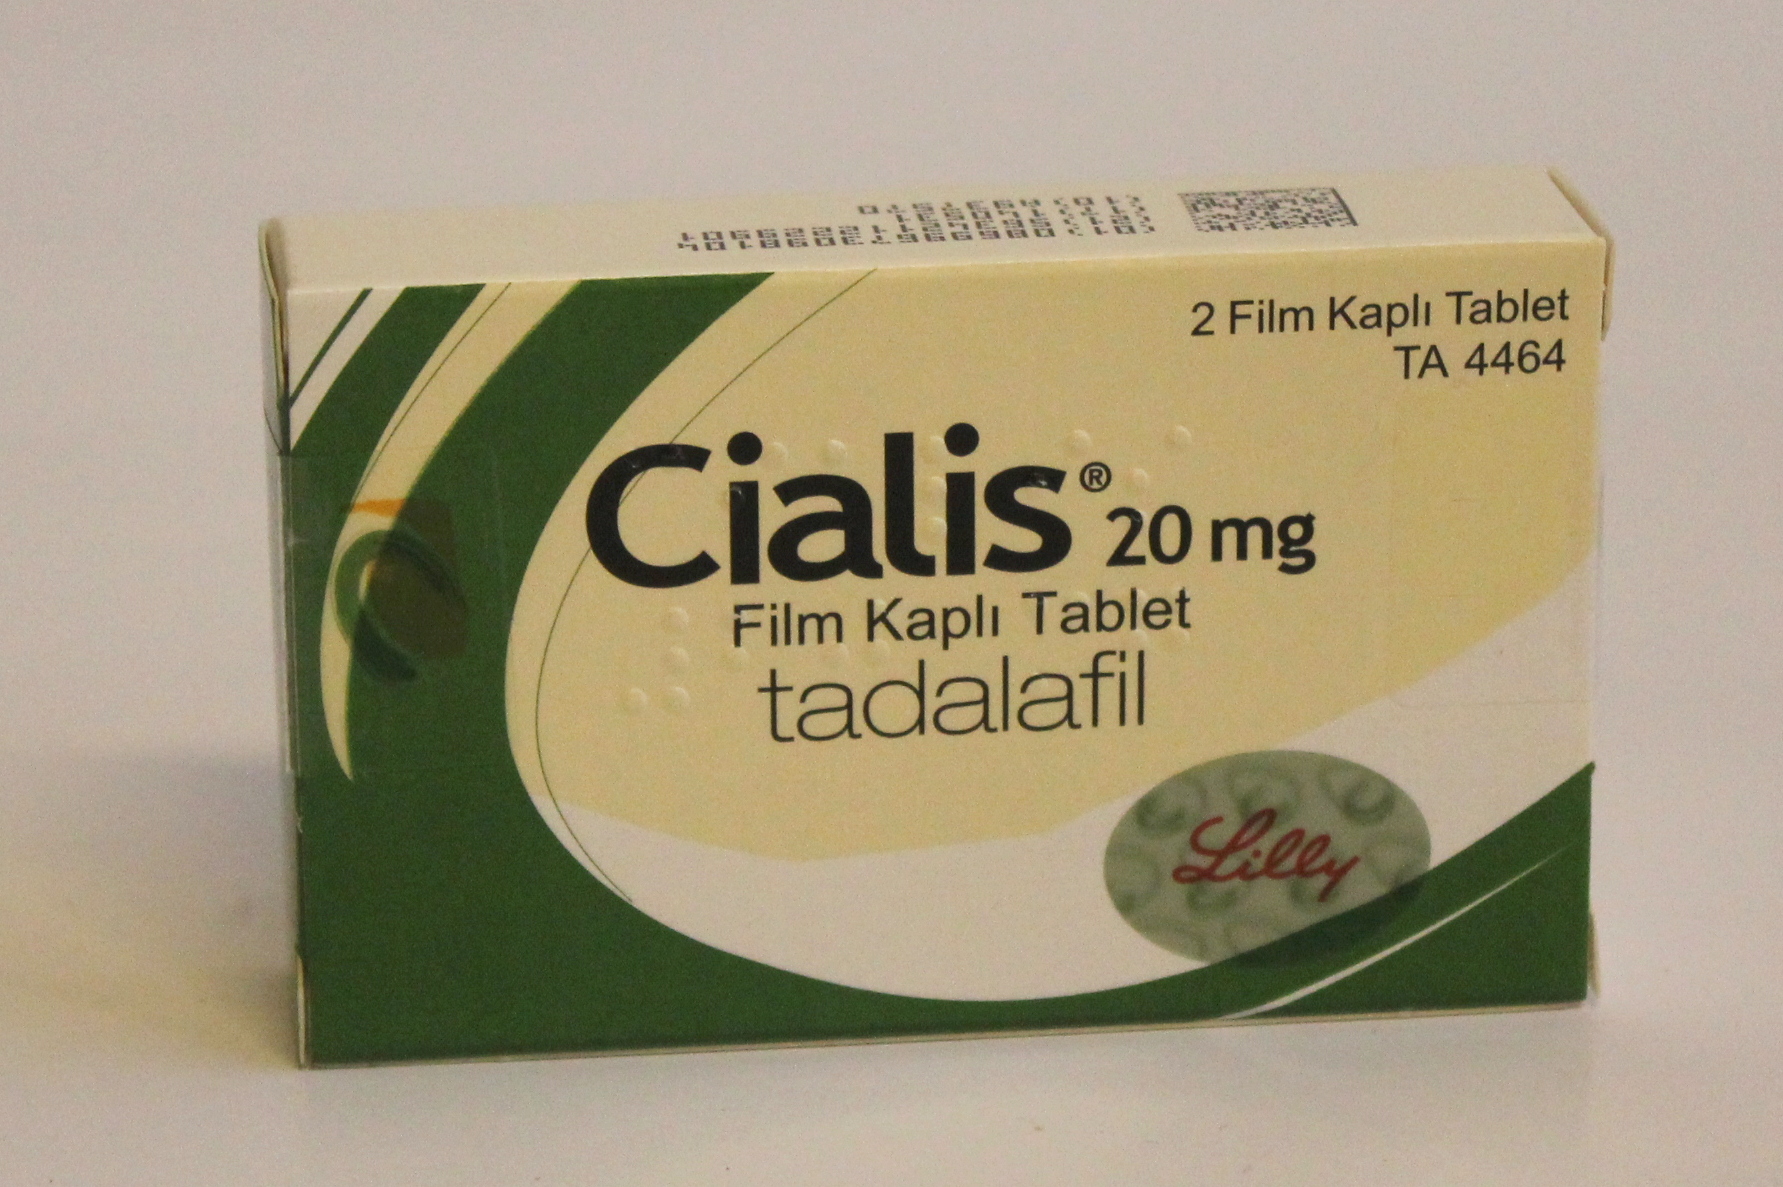 2 Film Kaplı Tablet
TA 4464
Cialis® 20 mg
Film Kaplı Tablet
tadalafil
Lilly